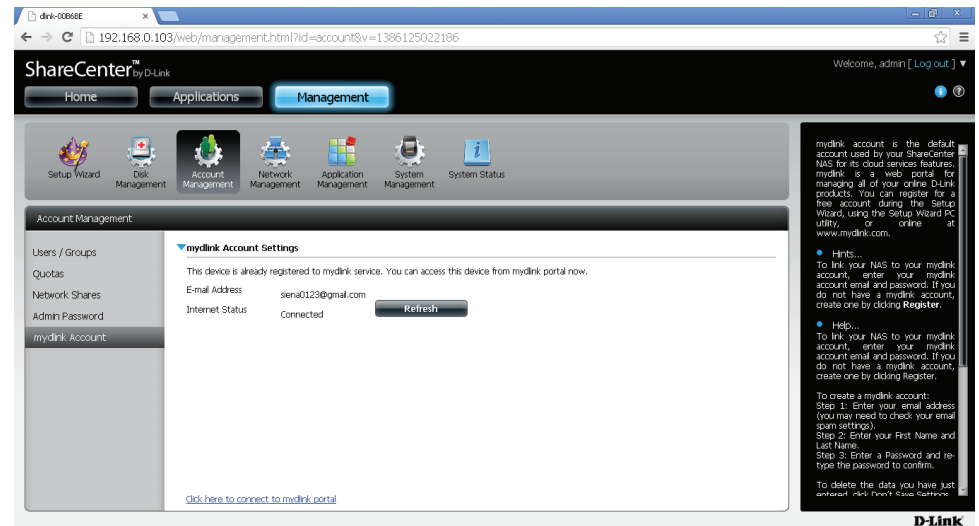 dlink-00B6BE
192.168.0.103/web/management.html?id=account&v=1386125022186
ShareCenter™ by D-Link
Welcome, admin [ Log out ]
Home
Applications
Management
Setup Wizard
Disk
Management
Account
Management
Network
Management
Application
Management
System
Management
System Status
Account Management
Users / Groups
Quotas
Network Shares
Admin Password
mydlink Account
mydlink Account Settings
This device is already registered to mydlink service. You can access this device from mydlink portal now.
E-mail Address
siena0123@gmail.com
Internet Status
Connected
Refresh
Click here to connect to mydlink portal
mydlink account is the default
account used by your ShareCenter
NAS for its cloud services features.
mydlink is a web portal for
managing all of your online D-Link
products. You can register for a
free account during the Setup
Wizard, using the Setup Wizard PC
utility, or online at
www.mydlink.com.
Hints...
To link your NAS to your mydlink
account, enter your mydlink
account email and password. If you
do not have a mydlink account,
create one by clicking Register.
Help...
To link your NAS to your mydlink
account, enter your mydlink
account email and password. If you
do not have a mydlink account,
create one by clicking Register.
To create a mydlink account:
Step 1: Enter your email address
(you may need to check your email
spam settings).
Step 2: Enter your First Name and
Last Name.
Step 3: Enter a Password and re-
type the password to confirm.
To delete the data you have just
entered, click Don't Save Settings
D-Link